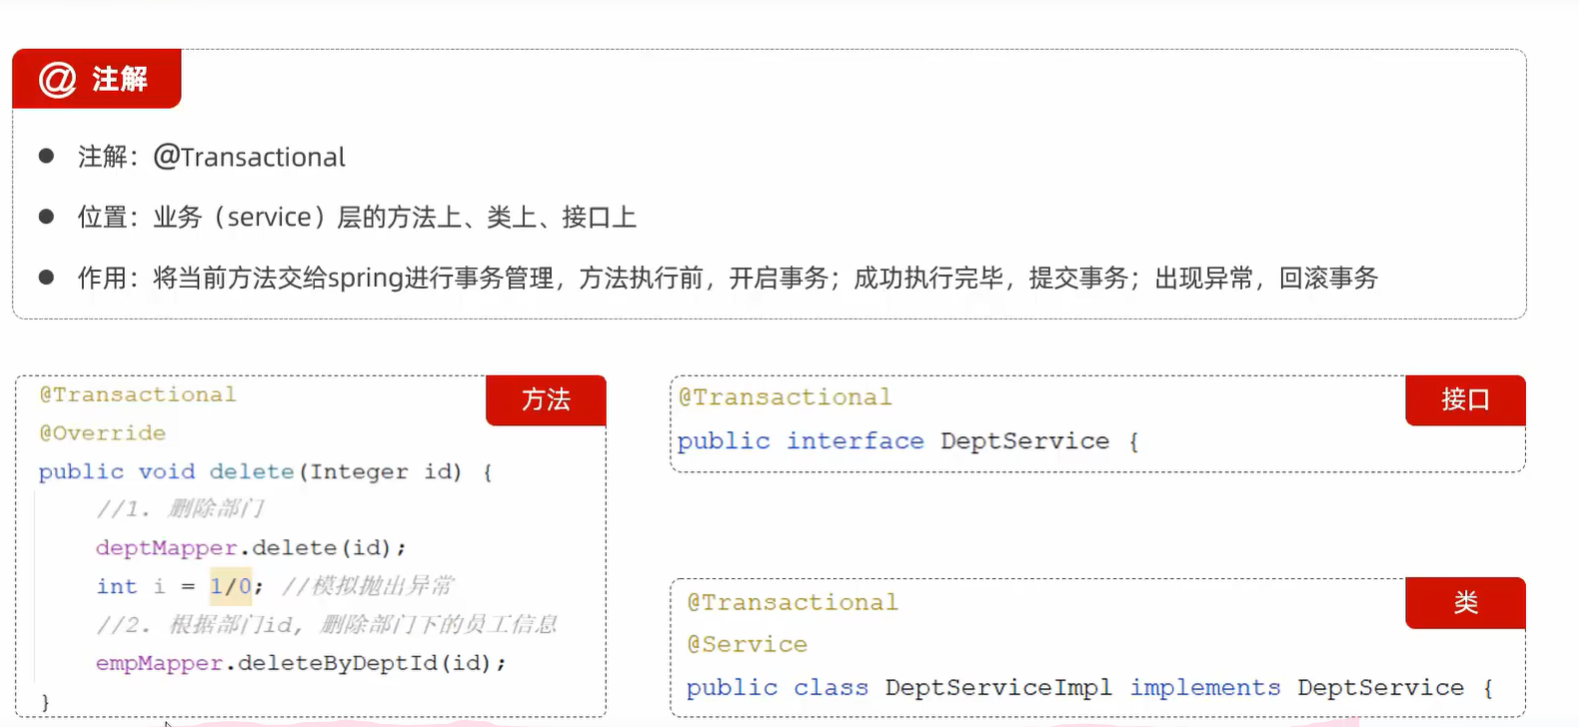 @ 注解
注解：@Transactional
位置：业务（service）层的方法上、类上、接口上
作用：将当前方法交给spring进行事务管理，方法执行前，开启事务；成功执行完毕，提交事务；出现异常，回滚事务
方法
@Transactional
@Override
public void delete(Integer id) {
//1. 删除部门
deptMapper.delete(id);
int i = 1/0; //模拟抛出异常
//2. 根据部门id, 删除部门下的员工信息
empMapper.deleteByDeptId(id);
}
接口
@Transactional
public interface DeptService {
类
@Transactional
@Service
public class DeptServiceImpl implements DeptService {